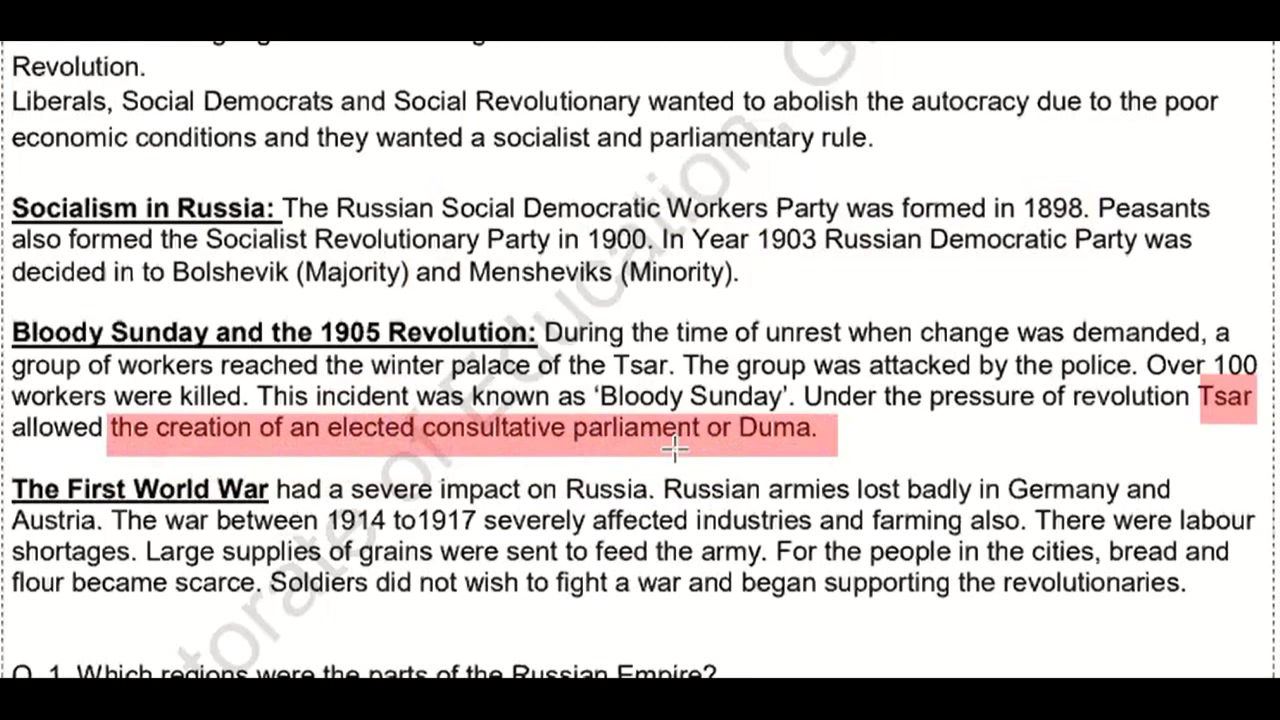 Revolution.
Liberals, Social Democrats and Social Revolutionary wanted to abolish the autocracy due to the poor
economic conditions and they wanted a socialist and parliamentary rule.
Socialism in Russia: The Russian Social Democratic Workers Party was formed in 1898. Peasants
also formed the Socialist Revolutionary Party in 1900. In Year 1903 Russian Democratic Party was
decided in to Bolshevik (Majority) and Mensheviks (Minority).
Bloody Sunday and the 1905 Revolution: During the time of unrest when change was demanded, a
group of workers reached the winter palace of the Tsar. The group was attacked by the police. Over 100
workers were killed. This incident was known as ‘Bloody Sunday’. Under the pressure of revolution Tsar
allowed the creation of an elected consultative parliament or Duma.
The First World War had a severe impact on Russia. Russian armies lost badly in Germany and
Austria. The war between 1914 to1917 severely affected industries and farming also. There were labour
shortages. Large supplies of grains were sent to feed the army. For the people in the cities, bread and
flour became scarce. Soldiers did not wish to fight a war and began supporting the revolutionaries.
Q. 1. Which regions were the parts of the Russian Empire?
torate of Education, G